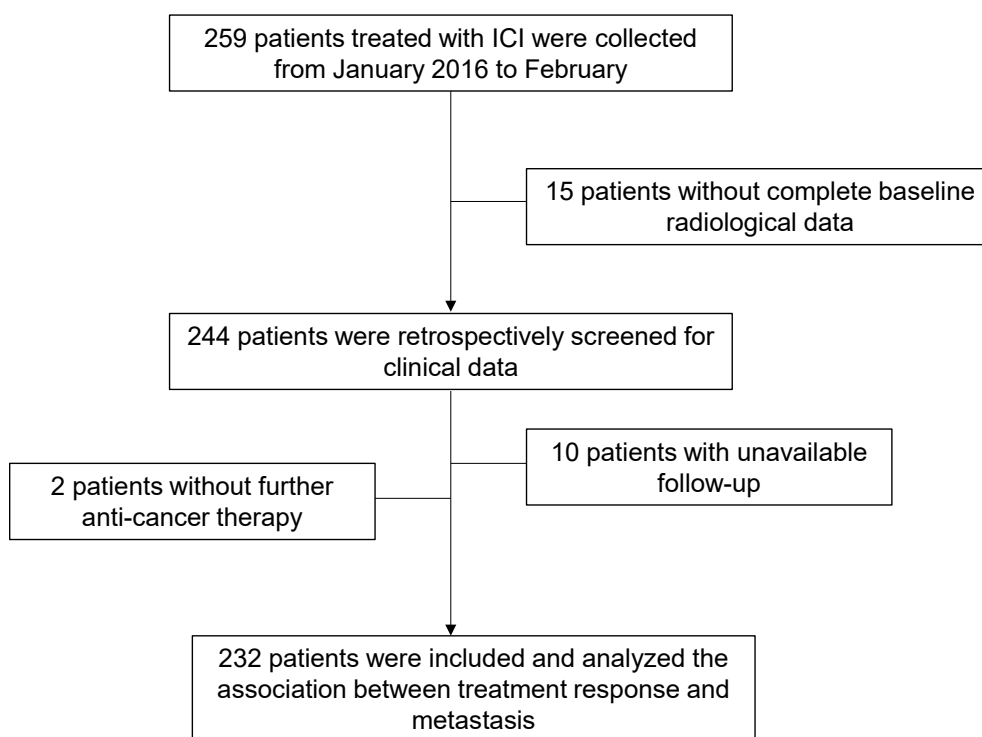 259 patients treated with ICI were collected
from January 2016 to February
15 patients without complete baseline
radiological data
244 patients were retrospectively screened for
clinical data
10 patients with unavailable
follow-up
2 patients without further
anti-cancer therapy
232 patients were included and analyzed the
association between treatment response and
metastasis